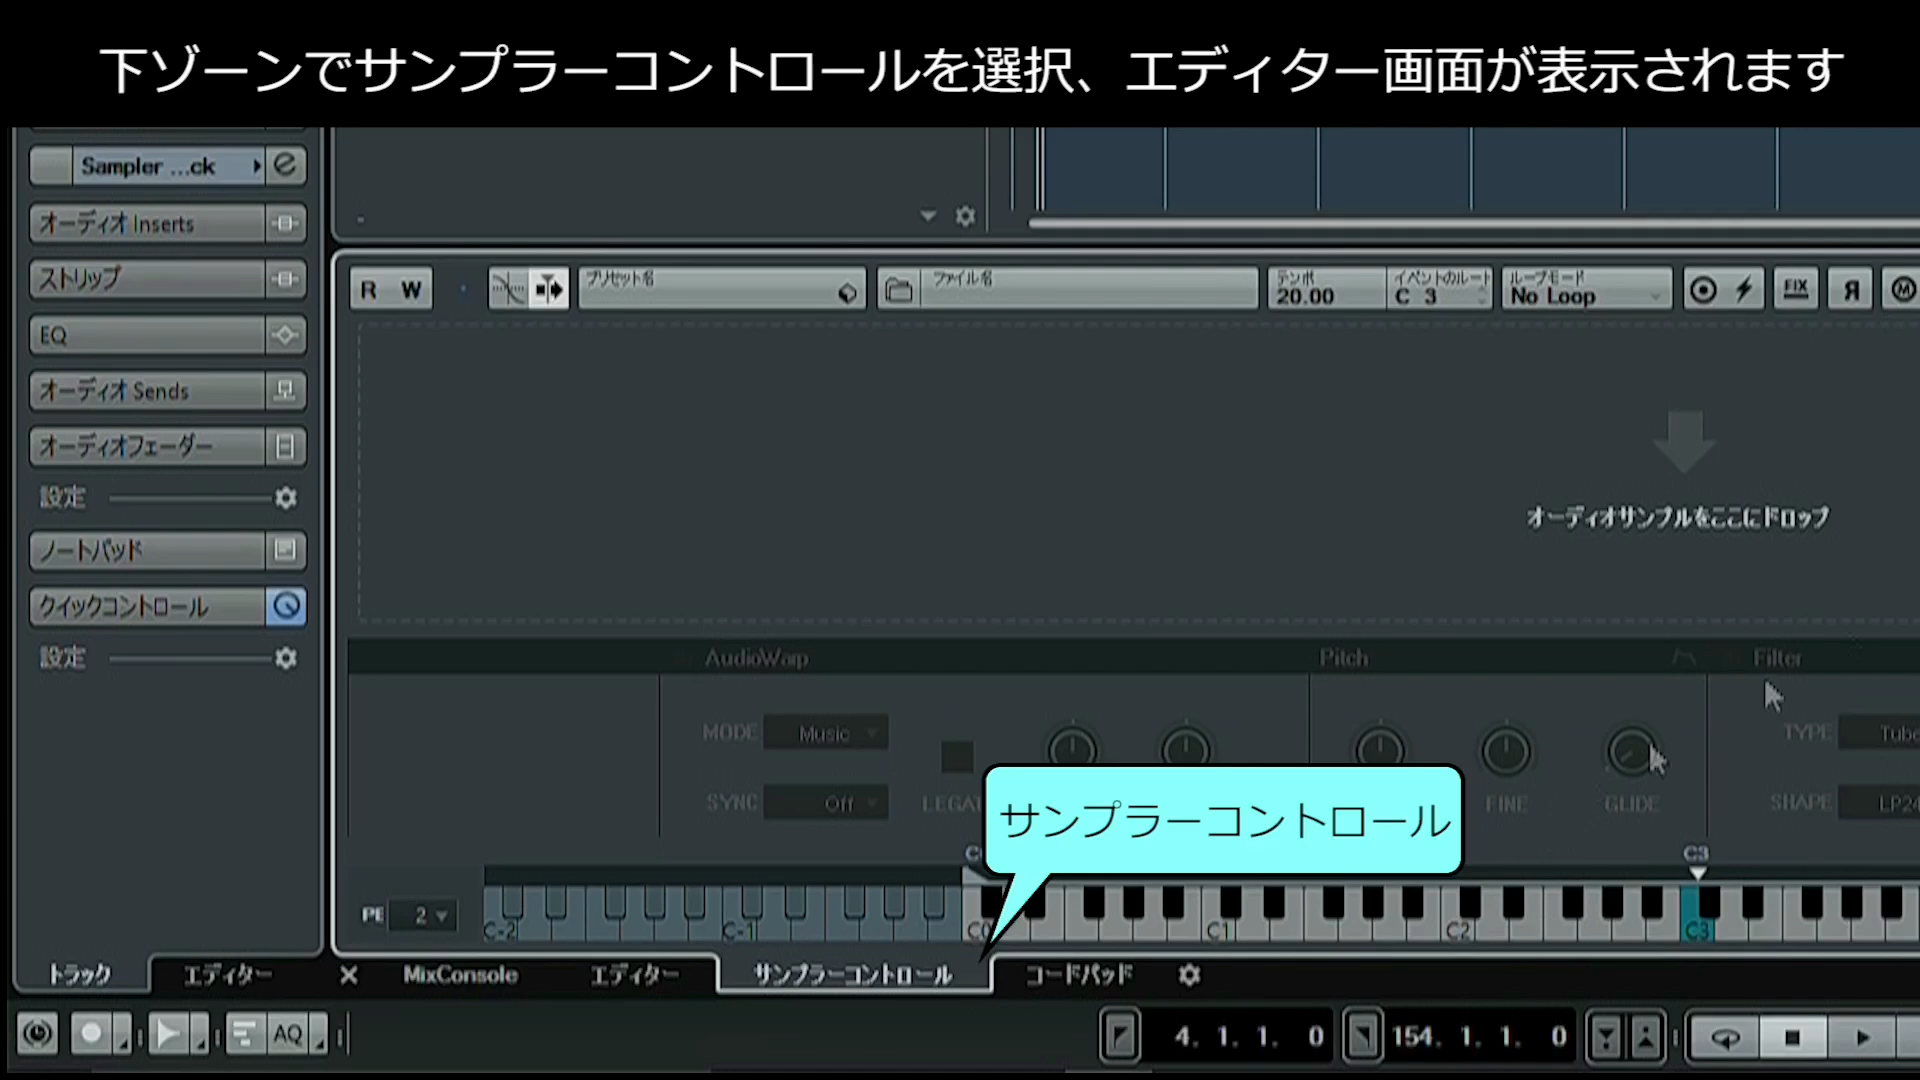 下ゾーンでサンプラーコントロールを選択、エディター画面が表示されます
Sampler ...ck
オーディオ Inserts
ストリップ
EQ
オーディオ Sends
オーディオフェーダー
設定
ノートパッド
クイックコントロール
設定
R W
プリセット名
ファイル名
テンポ
20.00
イベントのルート
C 3
ループモード
No Loop
FIX
オーディオサンプルをここにドロップ
AudioWarp
Pitch
Filter
MODE Music
SYNC Off
FINE
GLIDE
TYPE
SHAPE
サンプラーコントロール
C3
2
C-2
C-1
C0
C1
C2
C3
トラック
エディター
MixConsole
エディター
サンプラーコントロール
コードパッド
AQ
4. 1. 1. 0
154. 1. 1. 0